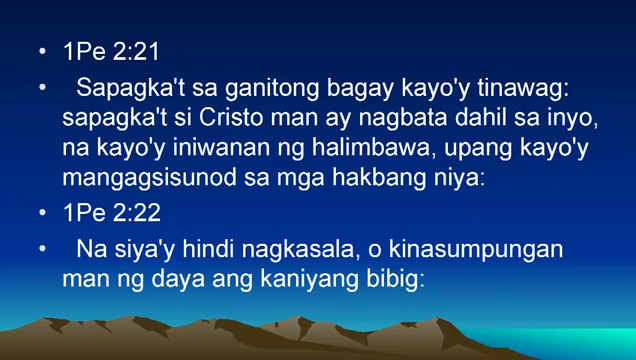 • 1Pe 2:21
• Sapagka't sa ganitong bagay kayo'y tinawag:
sapagka't si Cristo man ay nagbata dahil sa inyo,
na kayo'y iniwanan ng halimbawa, upang kayo'y
mangagsisunod sa mga hakbang niya:
• 1Pe 2:22
• Na siya'y hindi nagkasala, o kinasumpungan
man ng daya ang kaniyang bibig: